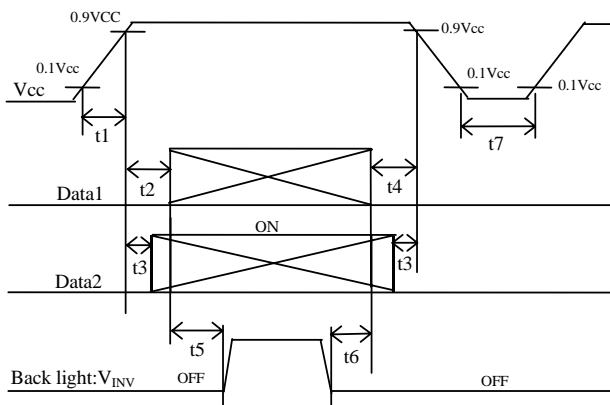 0.9VCC
0.9Vcc
0.1Vcc
0.1Vcc
0.1Vcc
Vcc
t1
t7
t2
t4
Data1
ON
t3
t3
Data2
t5
t6
Back light:VINV
OFF
OFF